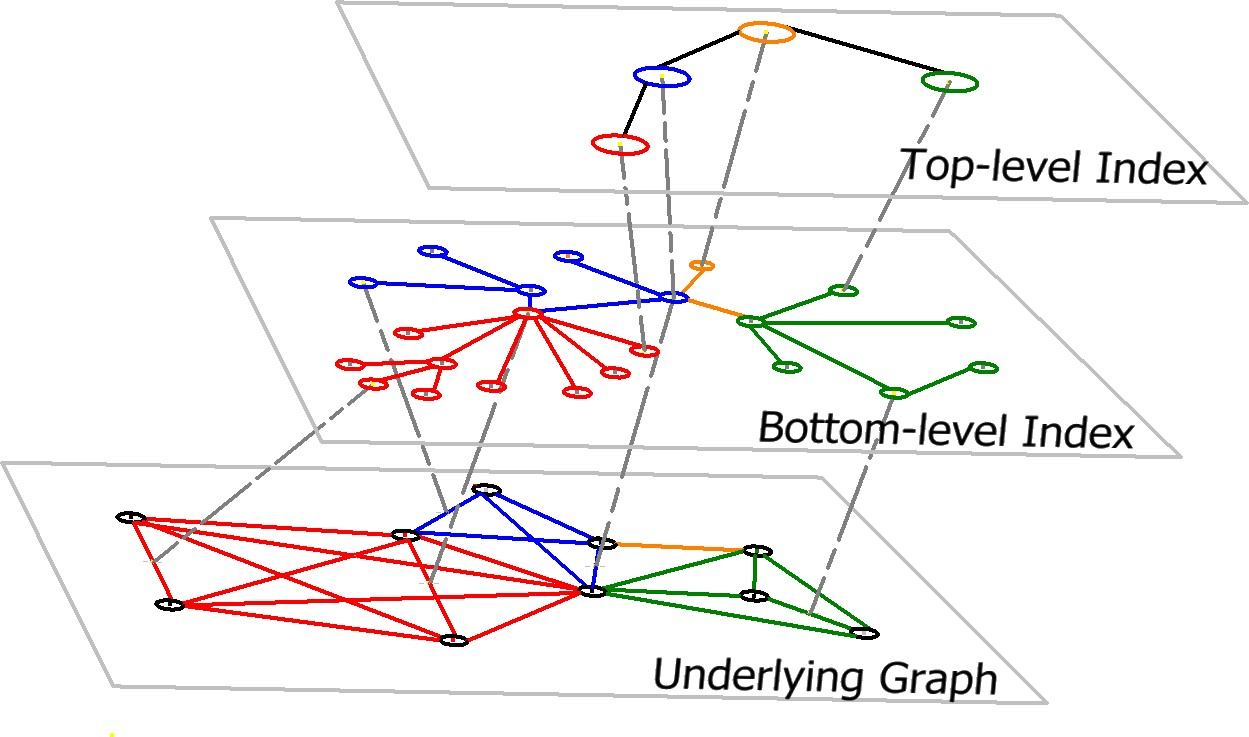 Top-level Index
Bottom-level Index
Underlying Graph